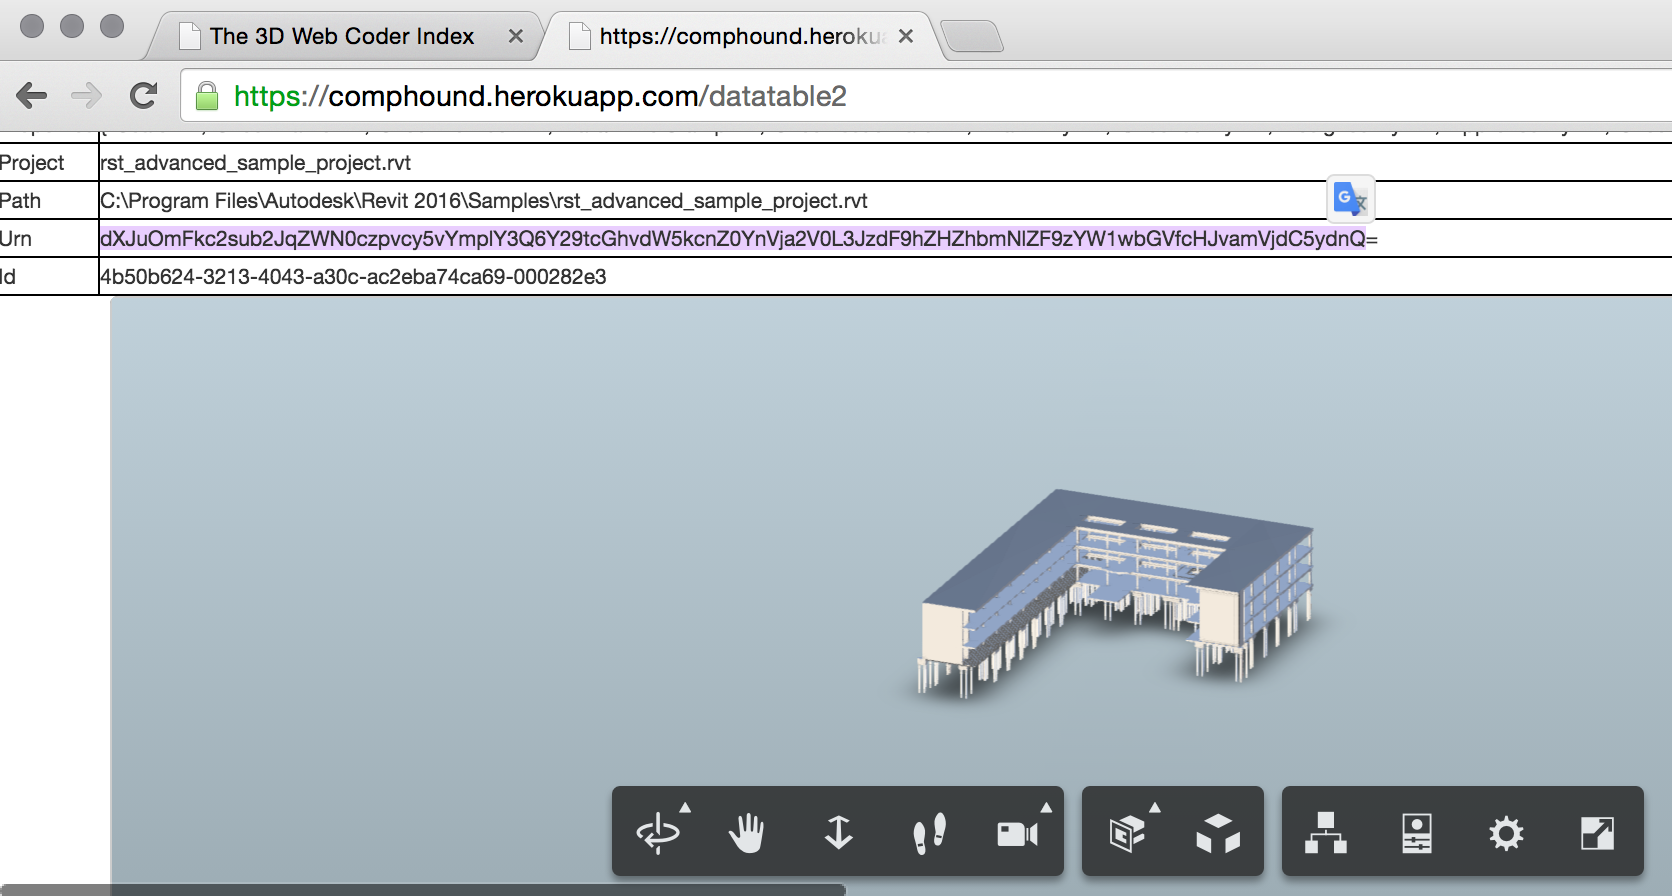 The 3D Web Coder Index
https://comphound.heroku
https://comphound.herokuapp.com/datatable2
Project rst_advanced_sample_project.rvt
Path C:\Program Files\Autodesk\Revit 2016\Samples\rst_advanced_sample_project.rvt
Urn dXJuOmFkc2sub2JqZWN0czpvcy5vYmplY3Q6Y29tcGhvdW5kcnZ0YnVja2V0L3JzdF9hZHZhbmNlZF9zYW1wbGVfcHJvamVjdC5ydnQ=
Id 4b50b624-3213-4043-a30c-ac2eba74ca69-000282e3